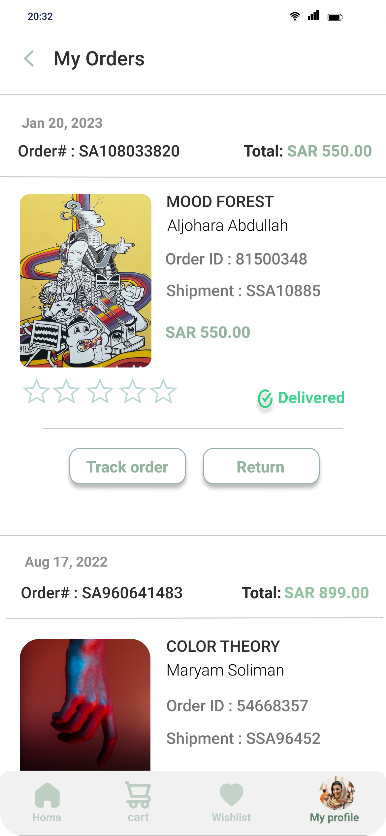 20:32
My Orders
Jan 20, 2023
Order# : SA108033820 Total: SAR 550.00
MOOD FOREST
Aljohara Abdullah
Order ID : 81500348
Shipment : SSA10885
SAR 550.00
Delivered
Track order Return
Aug 17, 2022
Order# : SA960641483 Total: SAR 899.00
COLOR THEORY
Maryam Soliman
Order ID : 54668357
Shipment : SSA96452
Home cart Wishlist My profile